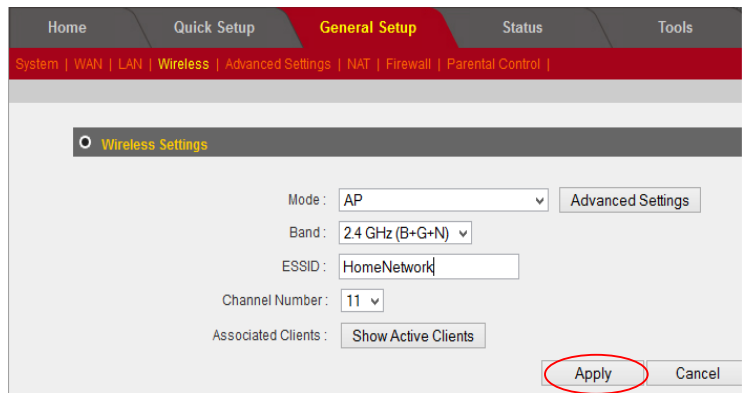 Home Quick Setup General Setup Status Tools
System | WAN | LAN | Wireless | Advanced Settings | NAT | Firewall | Parental Control |
Wireless Settings
Mode : AP Advanced Settings
Band : 2.4 GHz (B+G+N)
ESSID : HomeNetwork
Channel Number : 11
Associated Clients : Show Active Clients
Apply Cancel